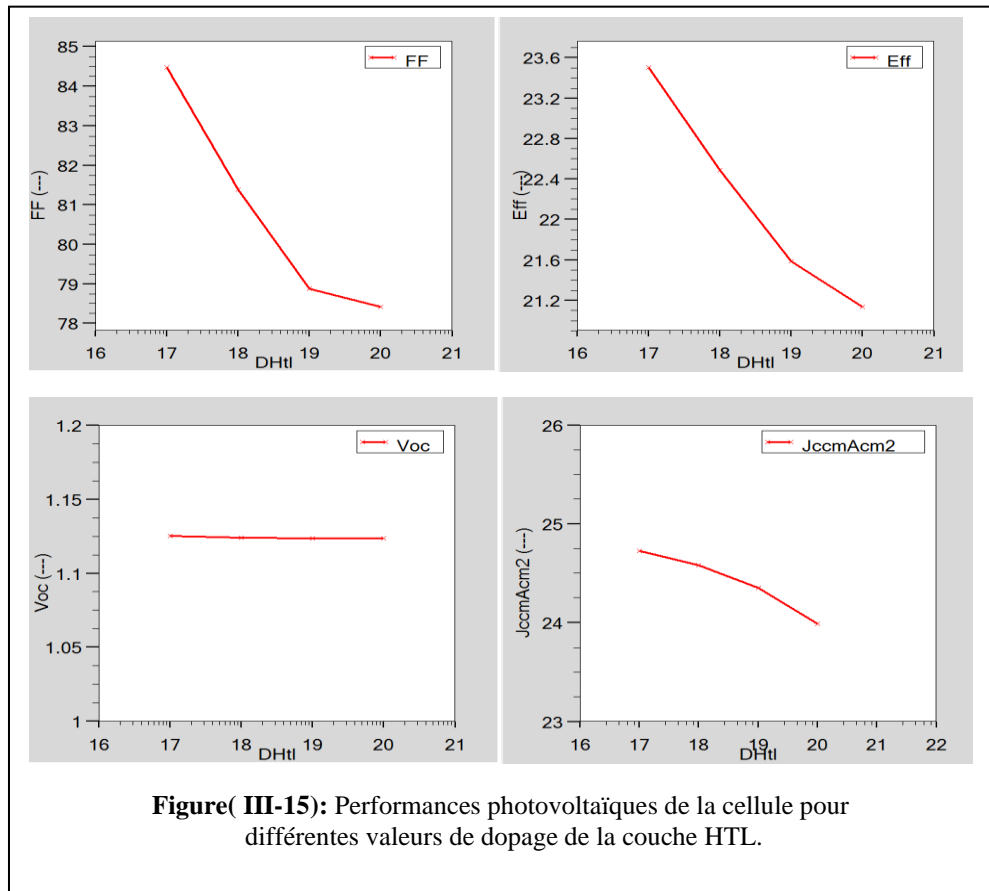 FF
85
84
83
82
81
80
79
78
FF (---)
16 17 18 19 20 21
DHtl
Eff
23.6
23.2
22.8
22.4
22
21.6
21.2
Eff (---)
16 17 18 19 20 21
DHtl
Voc
1.2
1.15
1.1
1.05
1
Voc (---)
16 17 18 19 20 21
DHtl
JccmAcm2
26
25
24
23
JccmAcm2 (---)
16 17 18 19 20 21 22
DHtl
Figure( III-15): Performances photovoltaïques de la cellule pour
différentes valeurs de dopage de la couche HTL.